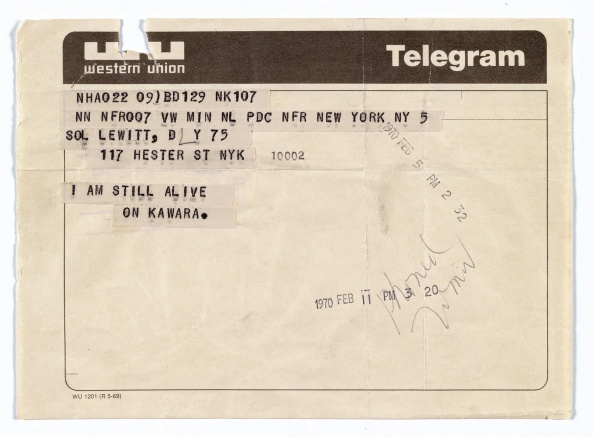 western union
Telegram
NHA022 09)BD129 NK107
NN NFR007 VW MIN NL PDC NFR NEW YORK NY 5
SOL LEWITT, DLY 75
117 HESTER ST NYK 10002
1970 FEB 5 PM 2 32
I AM STILL ALIVE
ON KAWARA.
1970 FEB 11 PM 3 20
phoned
WU 1201 (R 5-69)